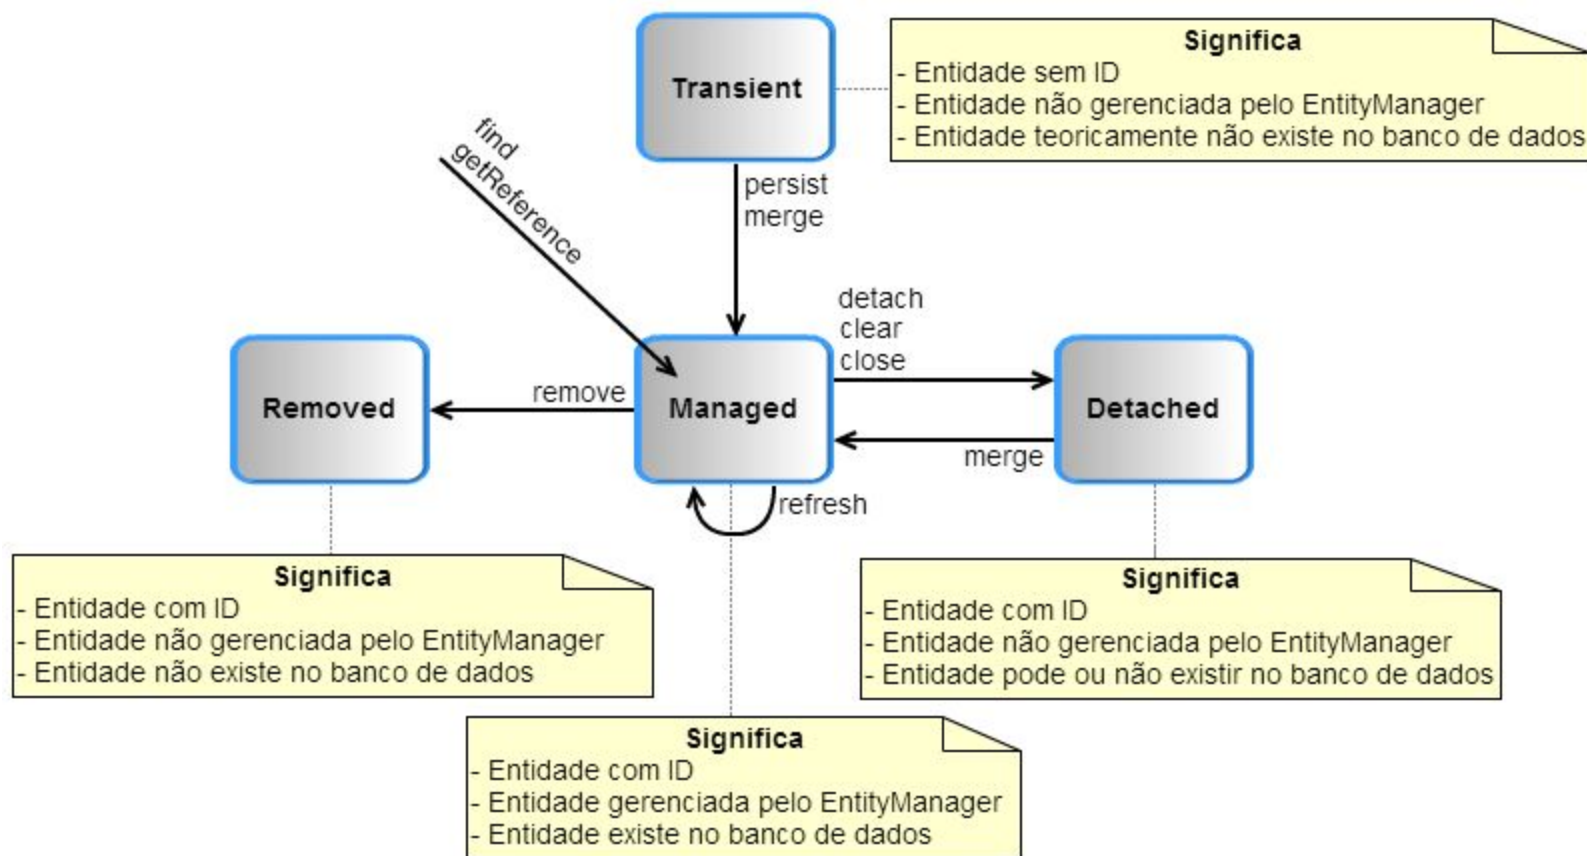 Transient
Significa
- Entidade sem ID
- Entidade não gerenciada pelo EntityManager
- Entidade teoricamente não existe no banco de dados
find
getReference
persist
merge
detach
clear
close
Removed
remove
Managed
Detached
merge
refresh
Significa
- Entidade com ID
- Entidade não gerenciada pelo EntityManager
- Entidade não existe no banco de dados
Significa
- Entidade com ID
- Entidade não gerenciada pelo EntityManager
- Entidade pode ou não existir no banco de dados
Significa
- Entidade com ID
- Entidade gerenciada pelo EntityManager
- Entidade existe no banco de dados